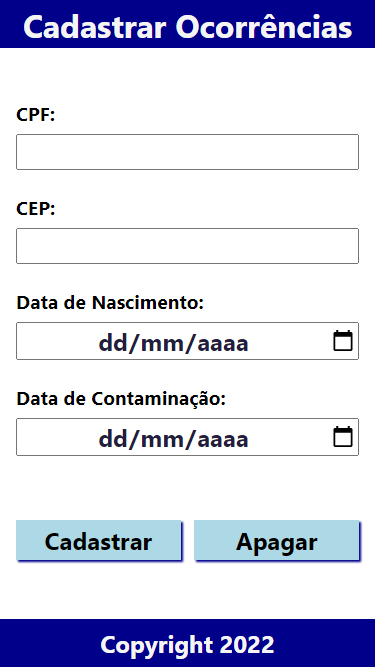 Cadastrar Ocorrências
CPF:
CEP:
Data de Nascimento:
dd/mm/aaaa
Data de Contaminação:
dd/mm/aaaa
Cadastrar Apagar
Copyright 2022